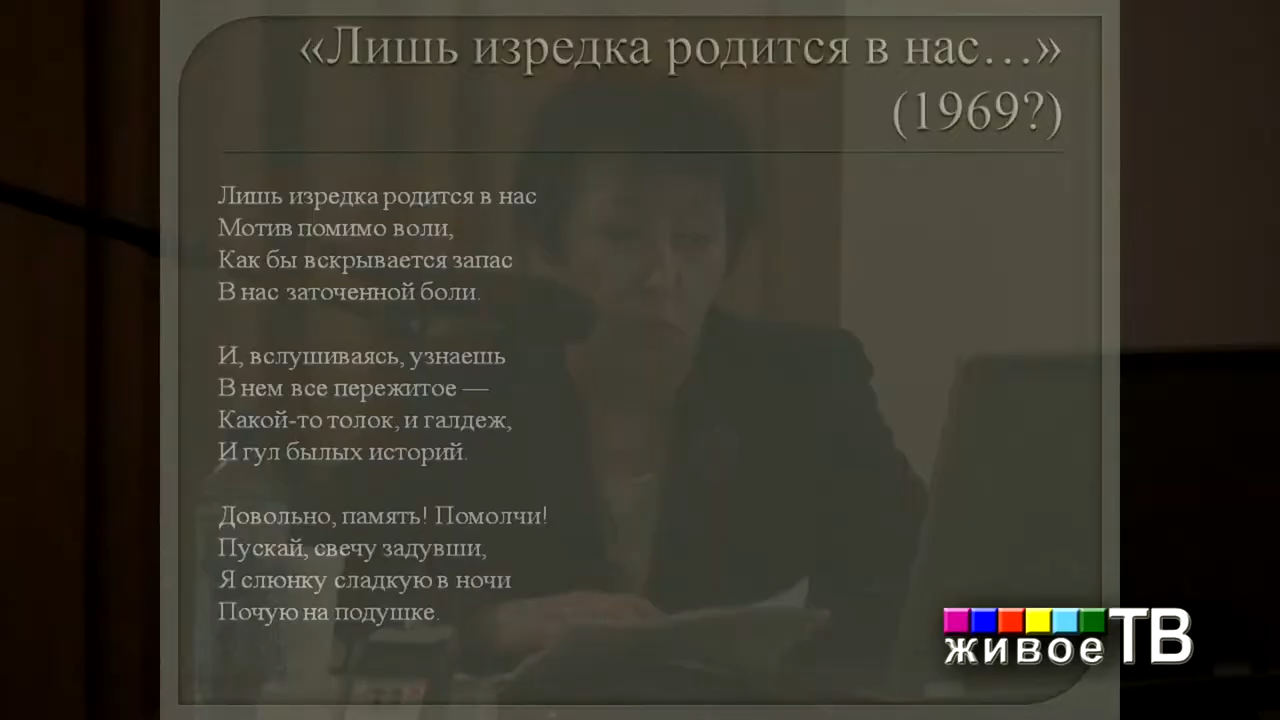 «Лишь изредка родится в нас…»
(1969?)
Лишь изредка родится в нас
Мотив помимо воли,
Как бы вскрывается запас
В нас заточенной боли.
И, вслушиваясь, узнаешь
В нем все пережитое —
Какой-то толок, и галдеж,
И гул былых историй.
Довольно, память! Помолчи!
Пускай, свечу задувши,
Я слюнку сладкую в ночи
Почую на подушке.
живое ТВ